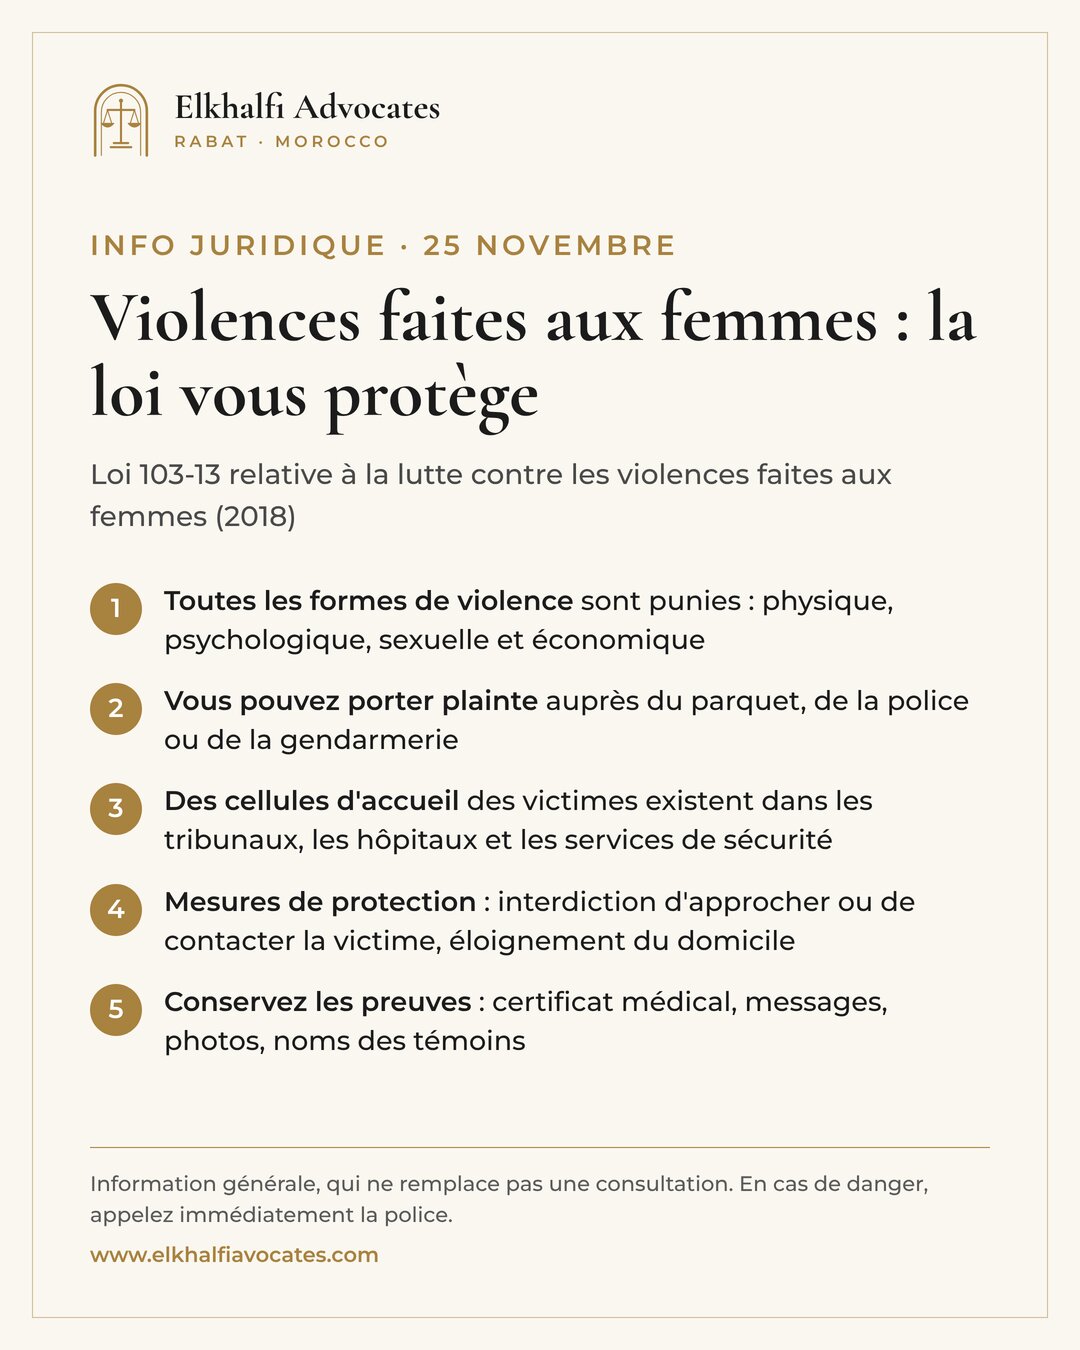 Elkhalfi Advocates
RABAT · MOROCCO
INFO JURIDIQUE · 25 NOVEMBRE
Violences faites aux femmes : la
loi vous protège
Loi 103-13 relative à la lutte contre les violences faites aux
femmes (2018)
1 Toutes les formes de violence sont punies : physique,
psychologique, sexuelle et économique
2 Vous pouvez porter plainte auprès du parquet, de la police
ou de la gendarmerie
3 Des cellules d'accueil des victimes existent dans les
tribunaux, les hôpitaux et les services de sécurité
4 Mesures de protection : interdiction d'approcher ou de
contacter la victime, éloignement du domicile
5 Conservez les preuves : certificat médical, messages,
photos, noms des témoins
Information générale, qui ne remplace pas une consultation. En cas de danger,
appelez immédiatement la police.
www.elkhalfiavocates.com